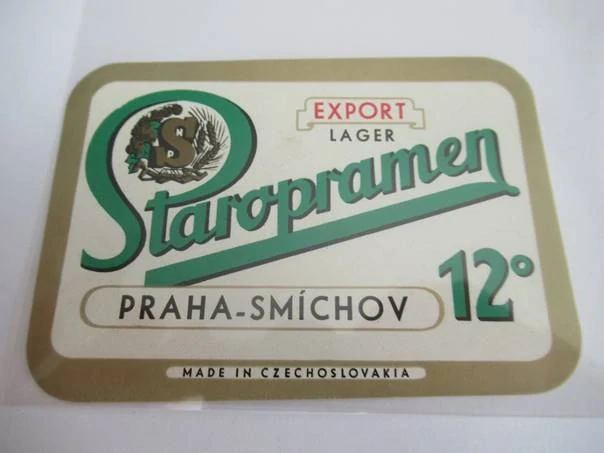 EXPORT
LAGER
S
Staropramen
12°
PRAHA-SMÍCHOV
MADE IN CZECHOSLOVAKIA